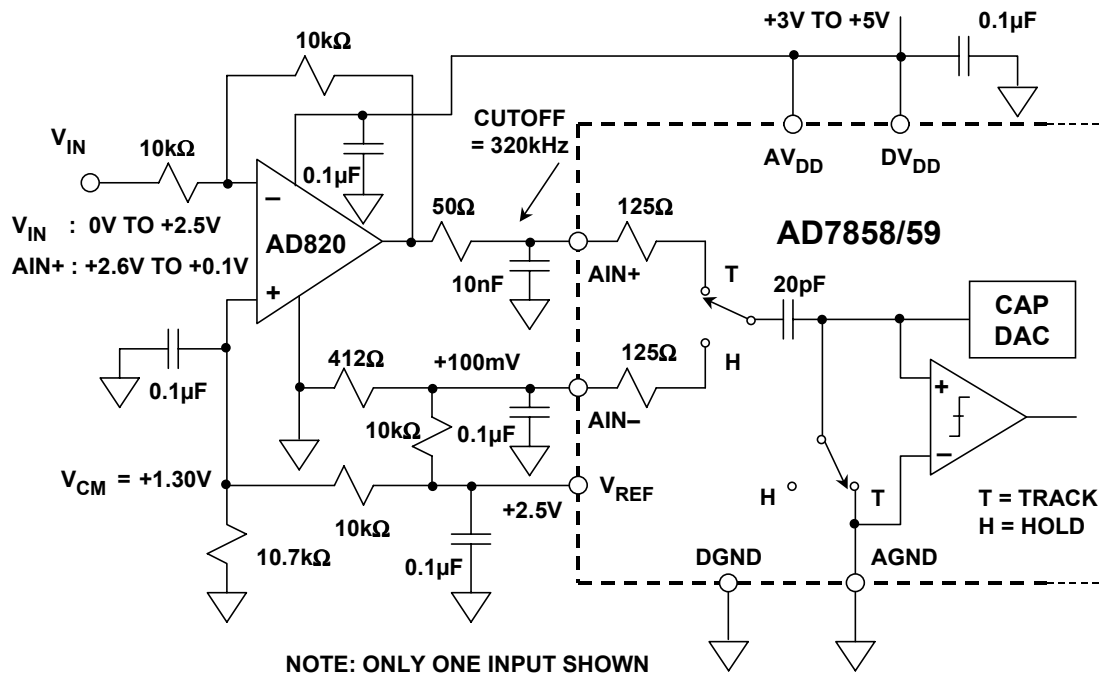 +3V TO +5V
0.1µF
10kΩ
CUTOFF
= 320kHz
V_IN
10kΩ
0.1µF
AV_DD
DV_DD
V_IN : 0V TO +2.5V
AIN+ : +2.6V TO +0.1V
−
AD820
+
50Ω
10nF
AIN+
125Ω
AD7858/59
T
20pF
CAP
DAC
H
0.1µF
412Ω
+100mV
AIN–
125Ω
+
−
10kΩ
0.1µF
V_CM = +1.30V
10kΩ
+2.5V
V_REF
H
T
T = TRACK
H = HOLD
10.7kΩ
0.1µF
DGND
AGND
NOTE: ONLY ONE INPUT SHOWN